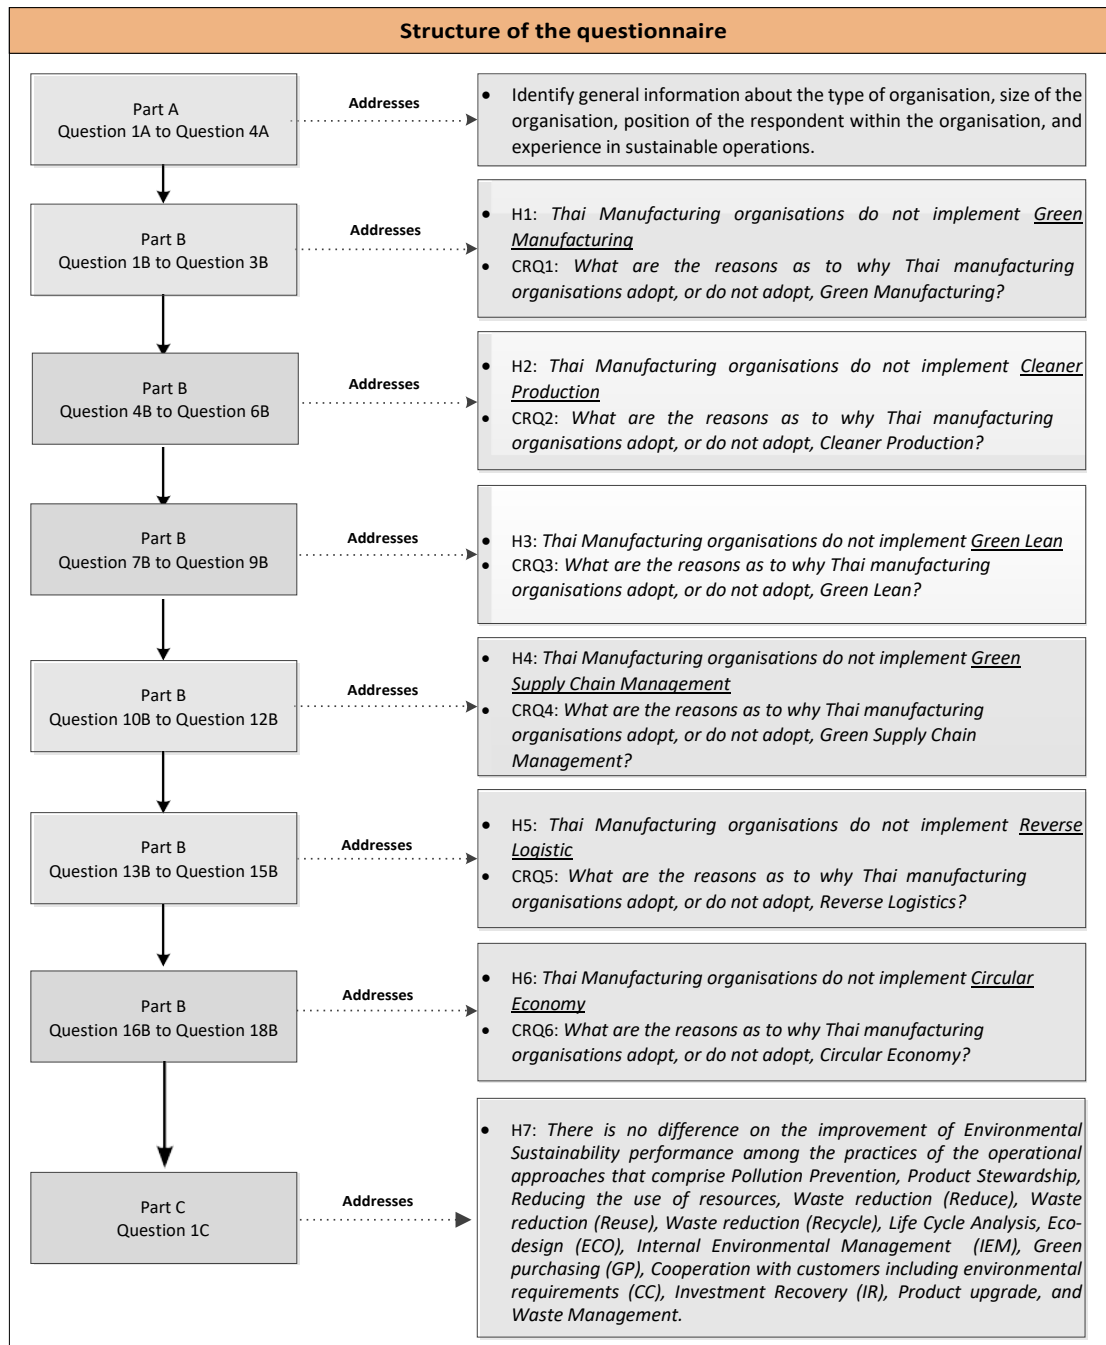 Structure of the questionnaire
Part A
Question 1A to Question 4A
Addresses
• Identify general information about the type of organisation, size of the
organisation, position of the respondent within the organisation, and
experience in sustainable operations.
Part B
Question 1B to Question 3B
Addresses
• H1: Thai Manufacturing organisations do not implement Green
Manufacturing
• CRQ1: What are the reasons as to why Thai manufacturing
organisations adopt, or do not adopt, Green Manufacturing?
Part B
Question 4B to Question 6B
Addresses
• H2: Thai Manufacturing organisations do not implement Cleaner
Production
• CRQ2: What are the reasons as to why Thai manufacturing
organisations adopt, or do not adopt, Cleaner Production?
Part B
Question 7B to Question 9B
Addresses
• H3: Thai Manufacturing organisations do not implement Green Lean
• CRQ3: What are the reasons as to why Thai manufacturing
organisations adopt, or do not adopt, Green Lean?
Part B
Question 10B to Question 12B
Addresses
• H4: Thai Manufacturing organisations do not implement Green
Supply Chain Management
• CRQ4: What are the reasons as to why Thai manufacturing
organisations adopt, or do not adopt, Green Supply Chain
Management?
Part B
Question 13B to Question 15B
Addresses
• H5: Thai Manufacturing organisations do not implement Reverse
Logistic
• CRQ5: What are the reasons as to why Thai manufacturing
organisations adopt, or do not adopt, Reverse Logistics?
Part B
Question 16B to Question 18B
Addresses
• H6: Thai Manufacturing organisations do not implement Circular
Economy
• CRQ6: What are the reasons as to why Thai manufacturing
organisations adopt, or do not adopt, Circular Economy?
Part C
Question 1C
Addresses
• H7: There is no difference on the improvement of Environmental
Sustainability performance among the practices of the operational
approaches that comprise Pollution Prevention, Product Stewardship,
Reducing the use of resources, Waste reduction (Reduce), Waste
reduction (Reuse), Waste reduction (Recycle), Life Cycle Analysis, Eco-
design (ECO), Internal Environmental Management (IEM), Green
purchasing (GP), Cooperation with customers including environmental
requirements (CC), Investment Recovery (IR), Product upgrade, and
Waste Management.